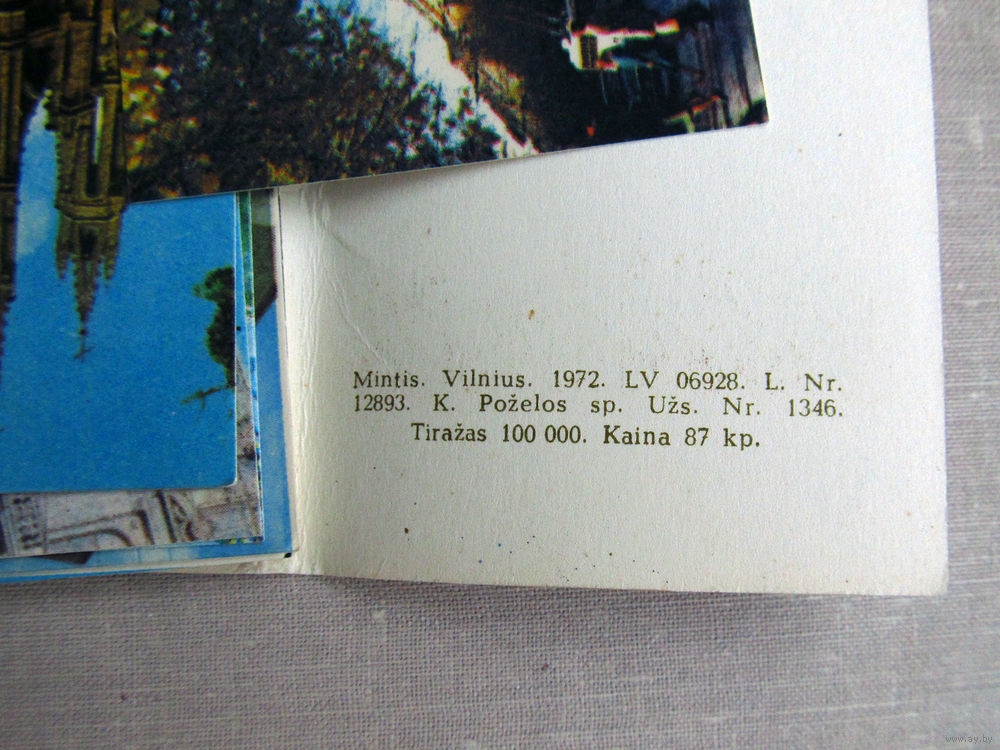 Mintis. Vilnius. 1972. LV 06928. L. Nr.
12893. K. Poželos sp. Užs. Nr. 1346.
Tiražas 100 000. Kaina 87 kp.
www.ay.by